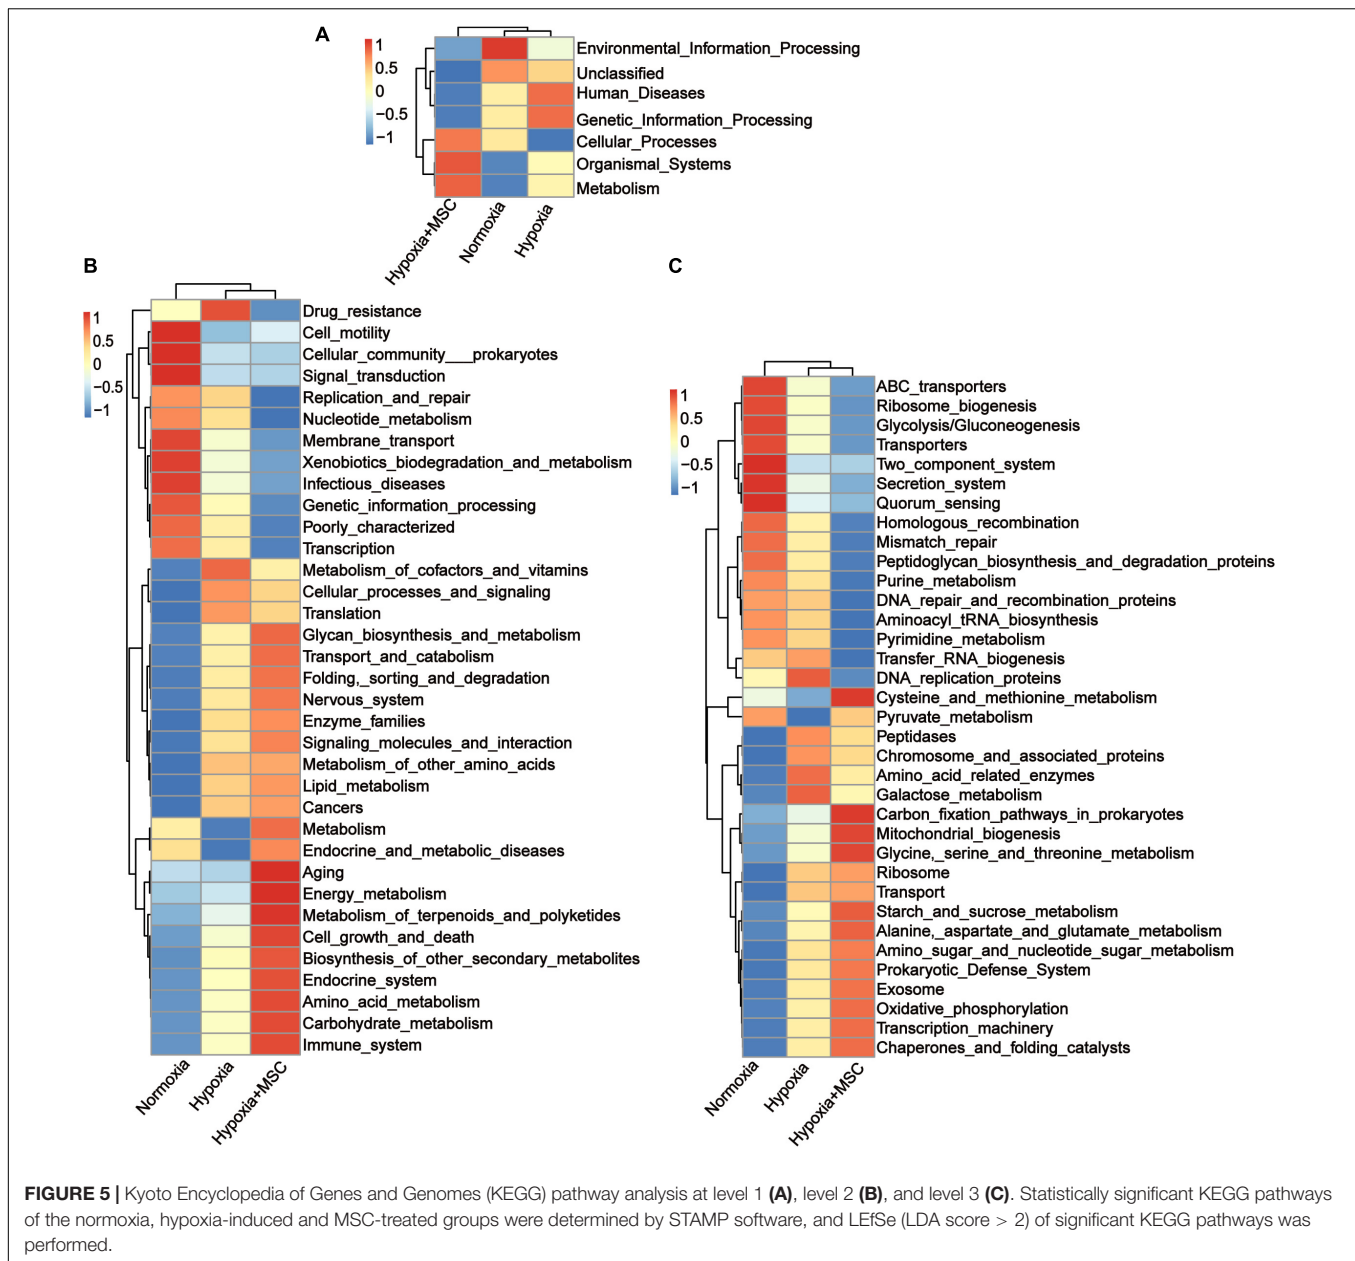 A
1
0.5
0
−0.5
−1
Environmental_Information_Processing
Unclassified
Human_Diseases
Genetic_Information_Processing
Cellular_Processes
Organismal_Systems
Metabolism
Hypoxia+MSC
Normoxia
Hypoxia
B
1
0.5
0
−0.5
−1
Drug_resistance
Cell_motility
Cellular_community___prokaryotes
Signal_transduction
Replication_and_repair
Nucleotide_metabolism
Membrane_transport
Xenobiotics_biodegradation_and_metabolism
Infectious_diseases
Genetic_information_processing
Poorly_characterized
Transcription
Metabolism_of_cofactors_and_vitamins
Cellular_processes_and_signaling
Translation
Glycan_biosynthesis_and_metabolism
Transport_and_catabolism
Folding,_sorting_and_degradation
Nervous_system
Enzyme_families
Signaling_molecules_and_interaction
Metabolism_of_other_amino_acids
Lipid_metabolism
Cancers
Metabolism
Endocrine_and_metabolic_diseases
Aging
Energy_metabolism
Metabolism_of_terpenoids_and_polyketides
Cell_growth_and_death
Biosynthesis_of_other_secondary_metabolites
Endocrine_system
Amino_acid_metabolism
Carbohydrate_metabolism
Immune_system
Normoxia
Hypoxia
Hypoxia+MSC
C
1
0.5
0
−0.5
−1
ABC_transporters
Ribosome_biogenesis
Glycolysis/Gluconeogenesis
Transporters
Two_component_system
Secretion_system
Quorum_sensing
Homologous_recombination
Mismatch_repair
Peptidoglycan_biosynthesis_and_degradation_proteins
Purine_metabolism
DNA_repair_and_recombination_proteins
Aminoacyl_tRNA_biosynthesis
Pyrimidine_metabolism
Transfer_RNA_biogenesis
DNA_replication_proteins
Cysteine_and_methionine_metabolism
Pyruvate_metabolism
Peptidases
Chromosome_and_associated_proteins
Amino_acid_related_enzymes
Galactose_metabolism
Carbon_fixation_pathways_in_prokaryotes
Mitochondrial_biogenesis
Glycine,_serine_and_threonine_metabolism
Ribosome
Transport
Starch_and_sucrose_metabolism
Alanine,_aspartate_and_glutamate_metabolism
Amino_sugar_and_nucleotide_sugar_metabolism
Prokaryotic_Defense_System
Exosome
Oxidative_phosphorylation
Transcription_machinery
Chaperones_and_folding_catalysts
Normoxia
Hypoxia
Hypoxia+MSC
FIGURE 5 | Kyoto Encyclopedia of Genes and Genomes (KEGG) pathway analysis at level 1 (A), level 2 (B), and level 3 (C). Statistically significant KEGG pathways
of the normoxia, hypoxia-induced and MSC-treated groups were determined by STAMP software, and LEfSe (LDA score > 2) of significant KEGG pathways was
performed.